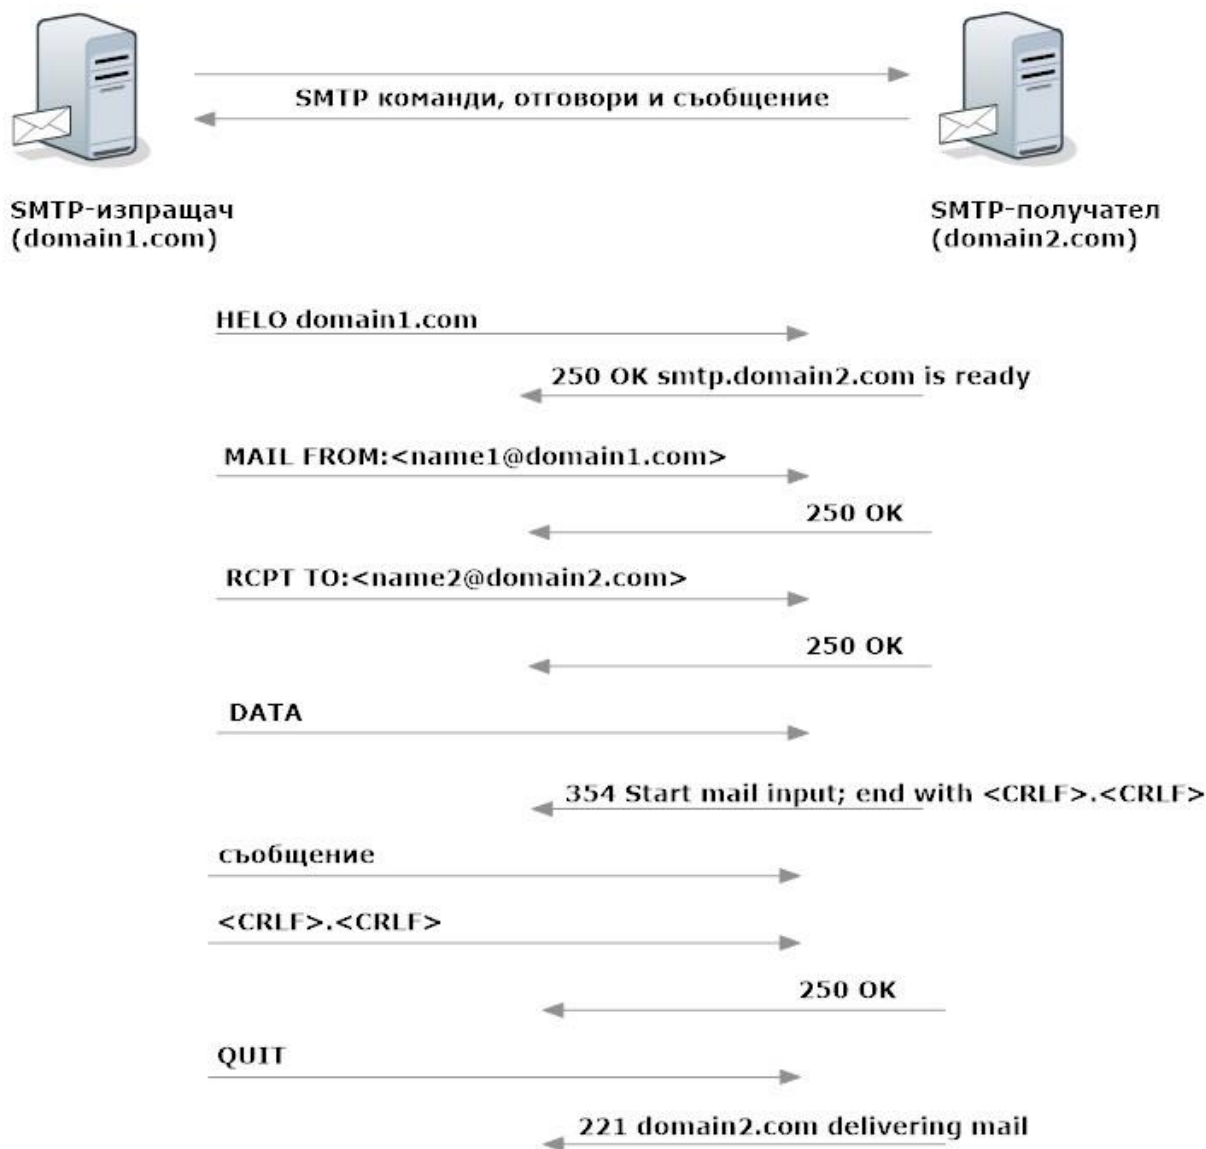 SMTP команди, отговори и съобщение
SMTP-изпращач
(domain1.com)
SMTP-получател
(domain2.com)
HELO domain1.com
250 OK smtp.domain2.com is ready
MAIL FROM:<name1@domain1.com>
250 OK
RCPT TO:<name2@domain2.com>
250 OK
DATA
354 Start mail input; end with <CRLF>.<CRLF>
съобщение
<CRLF>.<CRLF>
250 OK
QUIT
221 domain2.com delivering mail